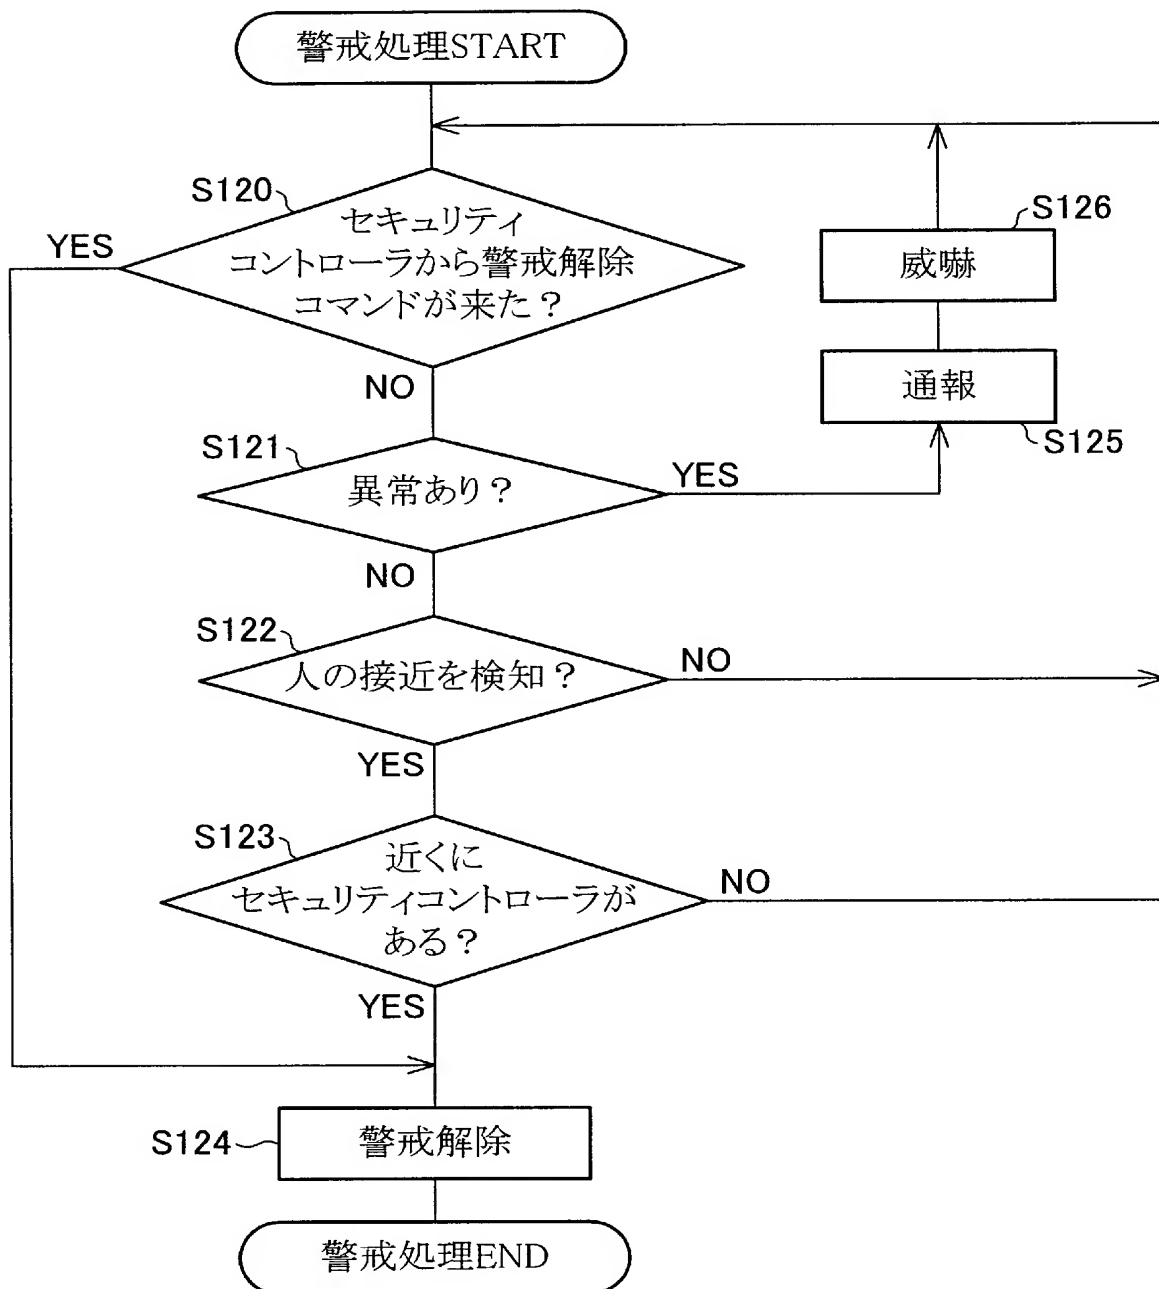 警戒処理START
S120
セキュリティ
コントローラから警戒解除
コマンドが来た？
YES
NO
S126
威嚇
通報
S125
S121
異常あり？
YES
NO
S122
人の接近を検知？
NO
YES
S123
近くに
セキュリティコントローラが
ある？
NO
YES
S124
警戒解除
警戒処理END